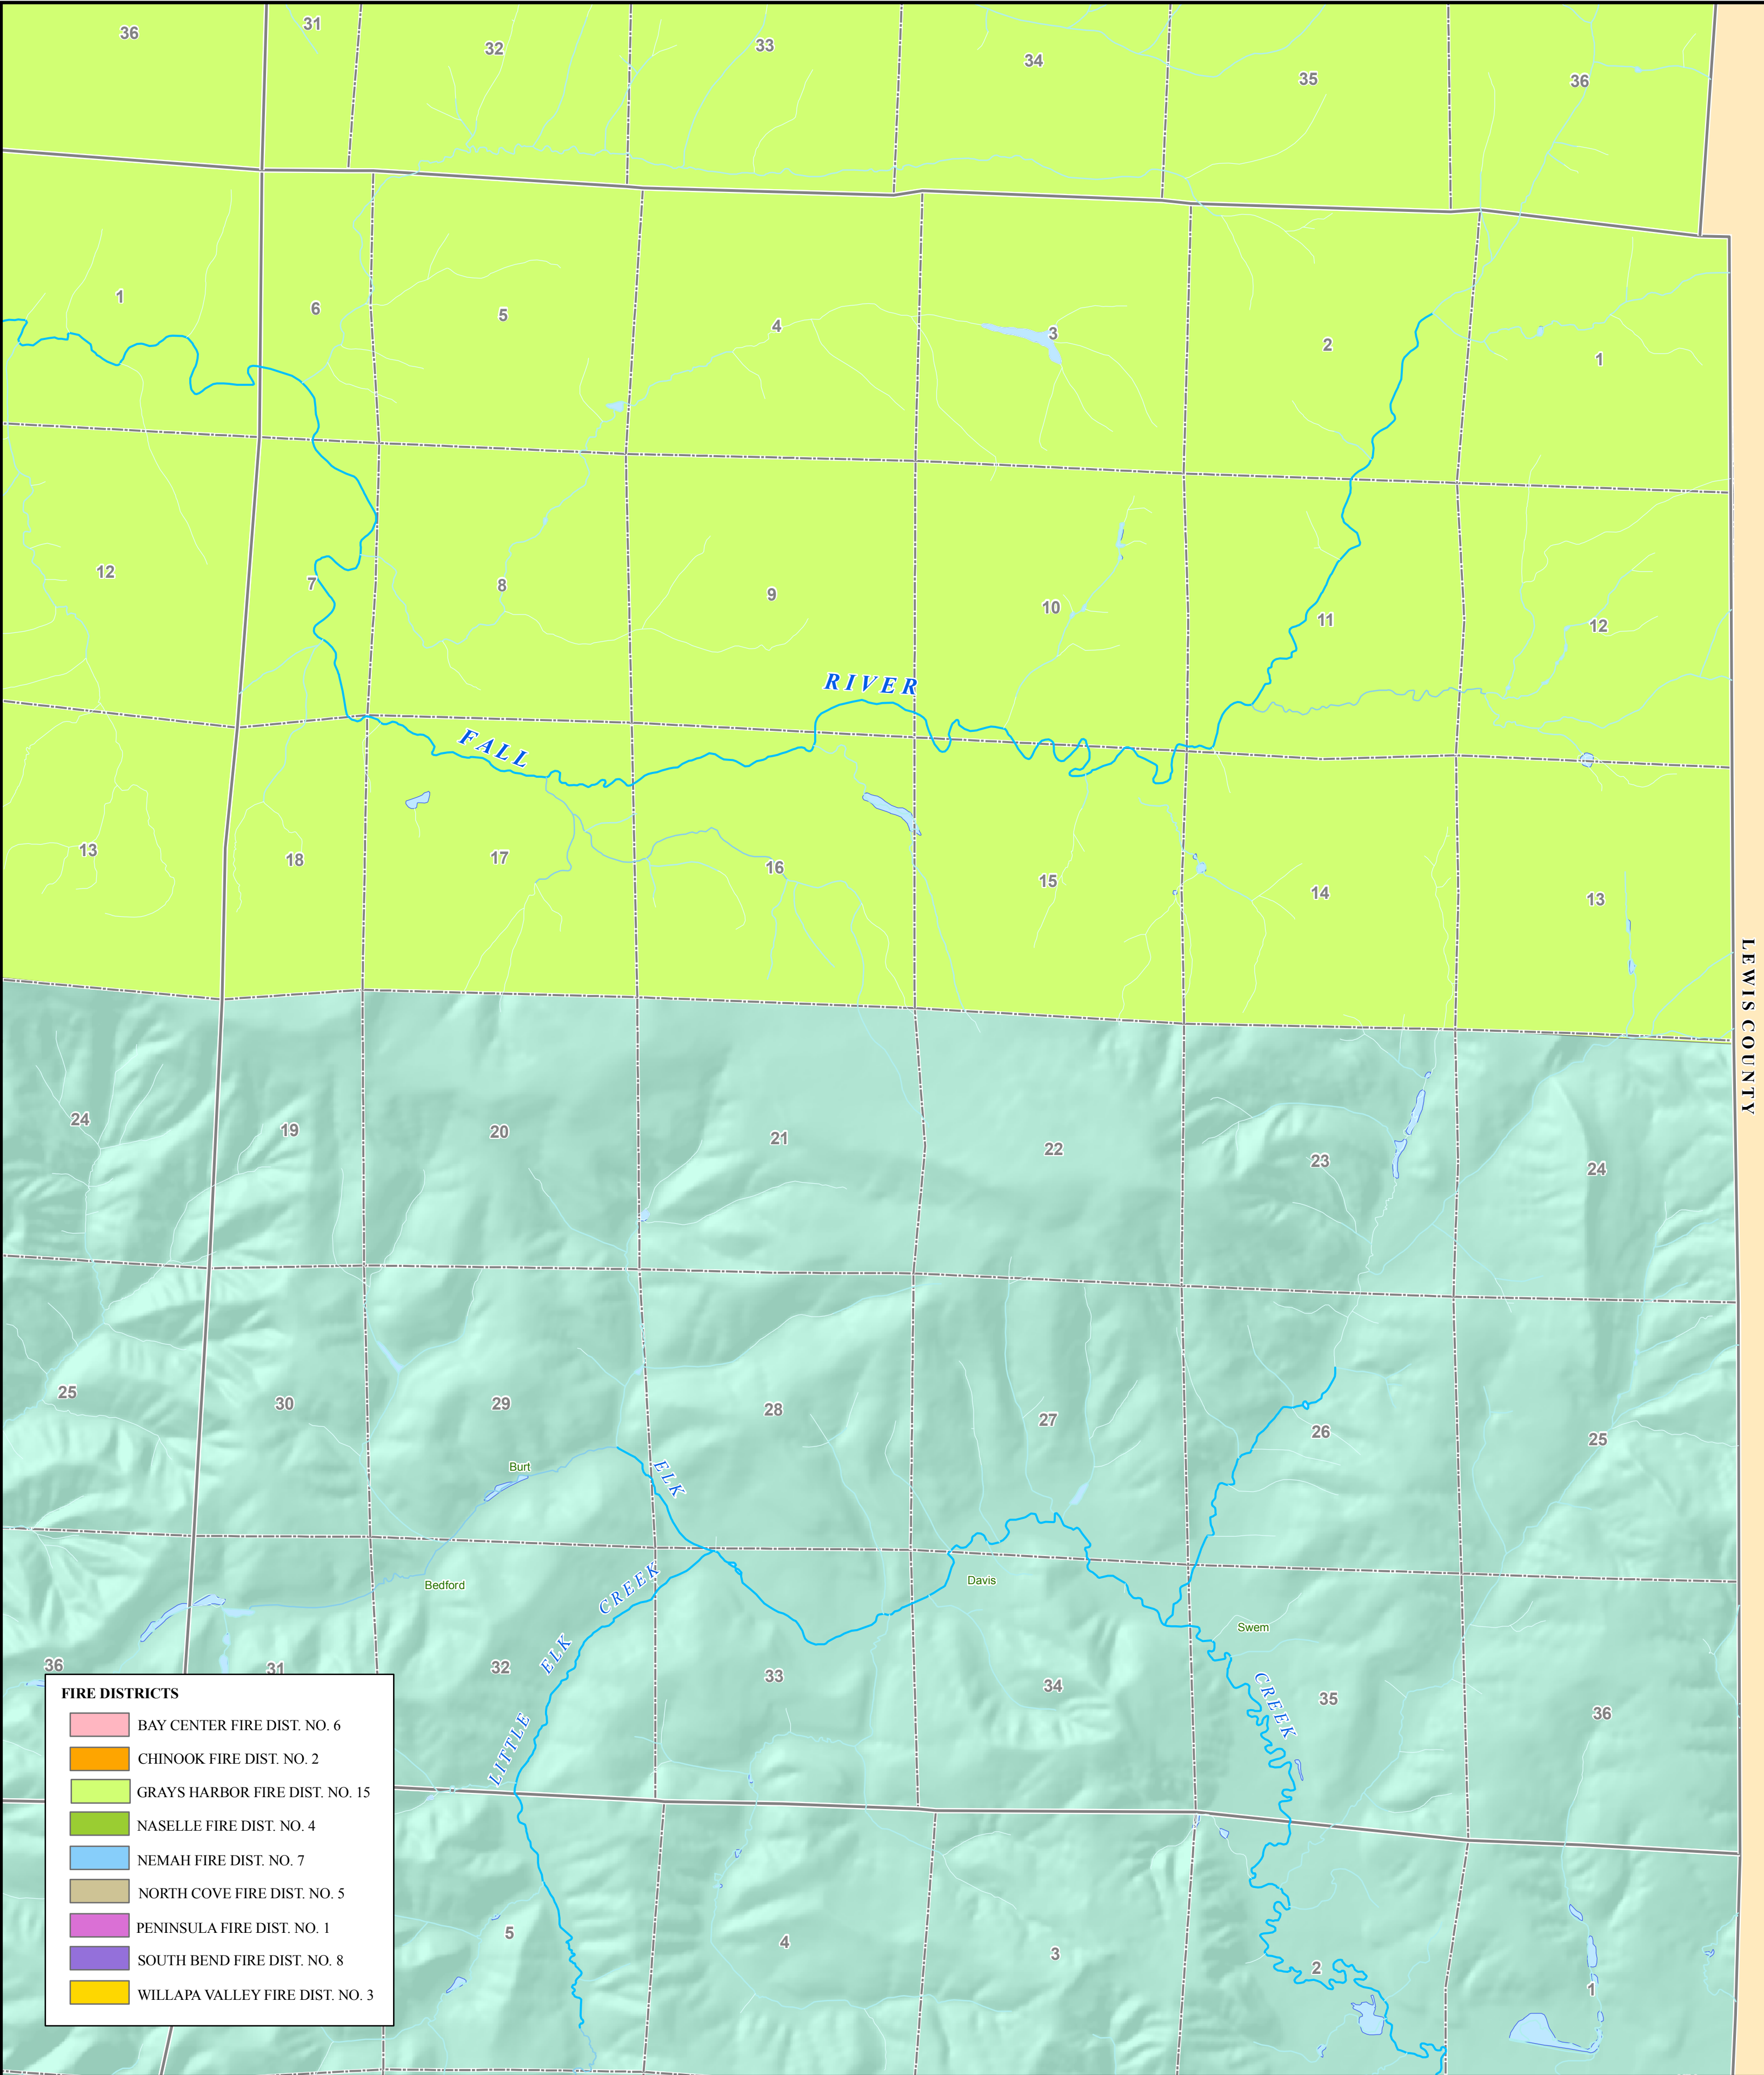 36
31
32
33
34
35
36
1
6
5
4
3
2
1
12
7
8
9
10
11
12
RIVER
FALL
13
18
17
16
15
14
13
LEWIS COUNTY
24
19
20
21
22
23
24
25
30
29
28
27
26
25
Burt
ELK
Bedford
CREEK
Davis
ELK
Swem
36
31
32
33
34
CREEK
35
36
LITTLE
FIRE DISTRICTS
BAY CENTER FIRE DIST. NO. 6
CHINOOK FIRE DIST. NO. 2
GRAYS HARBOR FIRE DIST. NO. 15
NASELLE FIRE DIST. NO. 4
NEMAH FIRE DIST. NO. 7
NORTH COVE FIRE DIST. NO. 5
PENINSULA FIRE DIST. NO. 1
SOUTH BEND FIRE DIST. NO. 8
WILLAPA VALLEY FIRE DIST. NO. 3
5
4
3
2
1